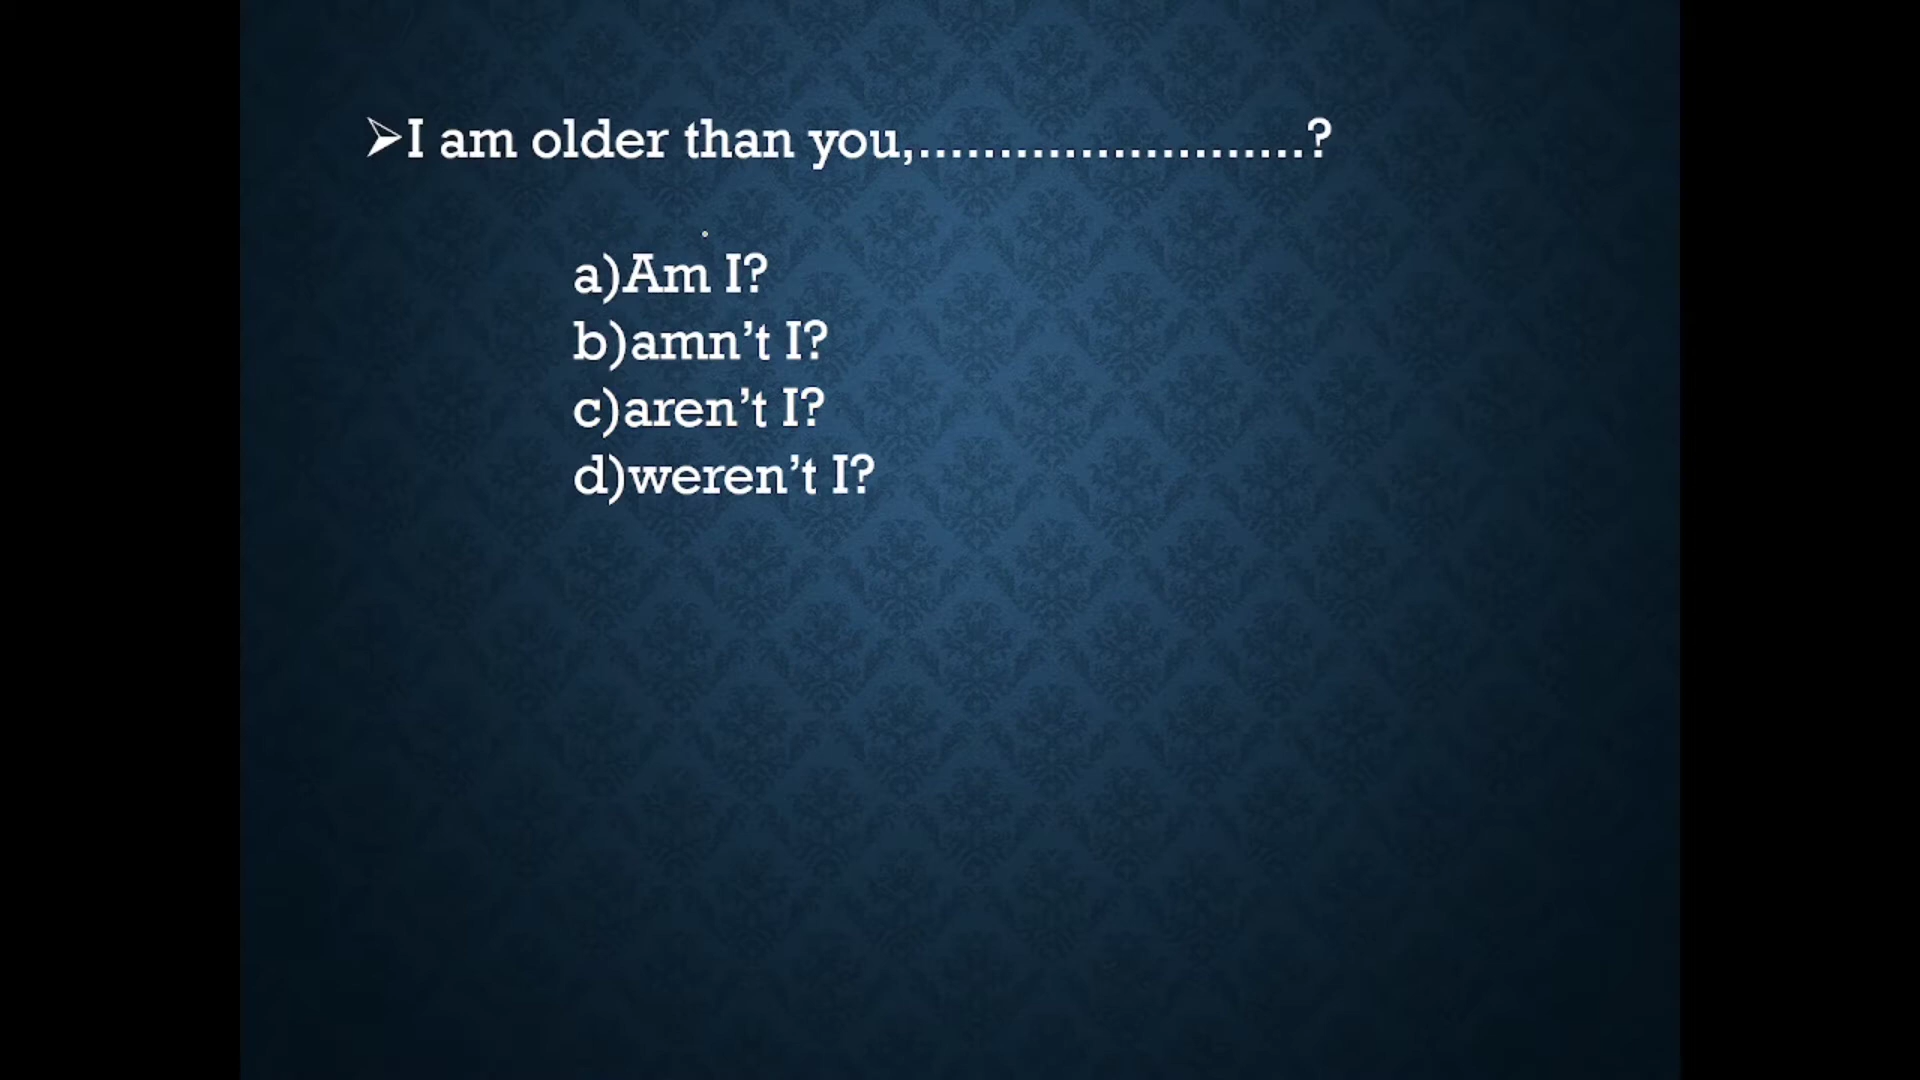 ➢I am older than you,........................?
a)Am I?
b)amn’t I?
c)aren’t I?
d)weren’t I?